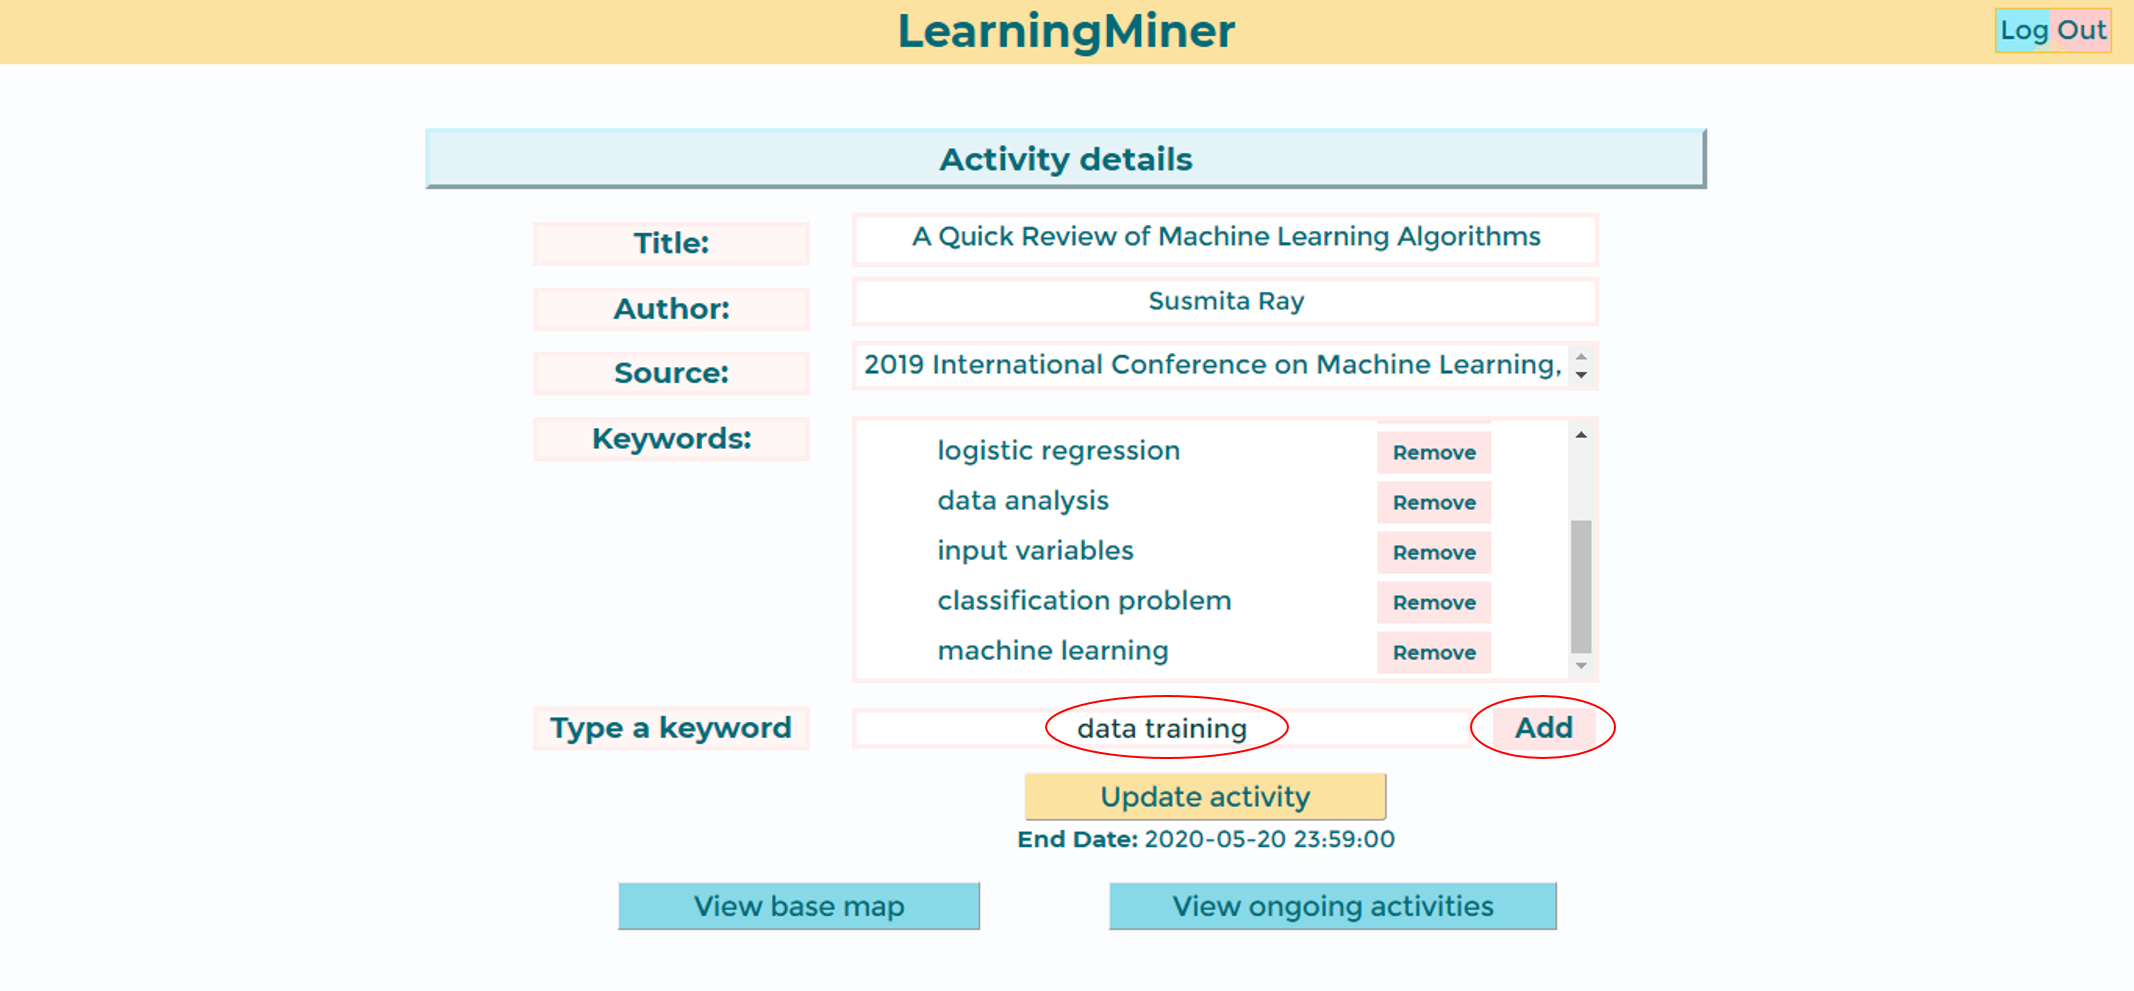 LearningMiner
Log Out
Activity details
Title:
A Quick Review of Machine Learning Algorithms
Author:
Susmita Ray
Source:
2019 International Conference on Machine Learning,
Keywords:
logistic regression Remove
data analysis Remove
input variables Remove
classification problem Remove
machine learning Remove
Type a keyword
data training
Add
Update activity
End Date: 2020-05-20 23:59:00
View base map
View ongoing activities